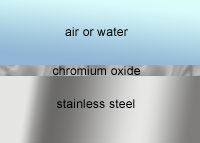 air or water
chromium oxide
stainless steel